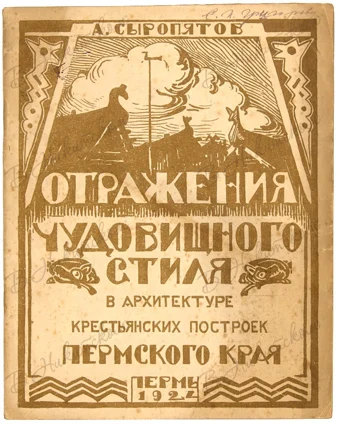 А. СЫРОПЯТОВ
ОТРАЖЕНИЯ
ЧУДОВИЩНОГО
СТИЛЯ
В АРХИТЕКТУРЕ
КРЕСТЬЯНСКИХ ПОСТРОЕК
ПЕРМСКОГО КРАЯ
ПЕРМЬ
1924